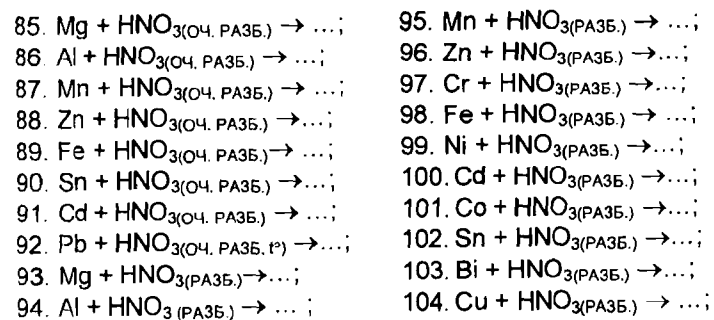 85. Mg + HNO₃(ОЧ. РАЗБ.) → ...;
86. Al + HNO₃(ОЧ. РАЗБ.) → ...;
87. Mn + HNO₃(ОЧ. РАЗБ.) → ...;
88. Zn + HNO₃(ОЧ. РАЗБ.) →...;
89. Fe + HNO₃(ОЧ. РАЗБ.)→ ...;
90. Sn + HNO₃(ОЧ. РАЗБ.) → ...;
91. Cd + HNO₃(ОЧ. РАЗБ.) → ...;
92. Pb + HNO₃(ОЧ. РАЗБ. t°) →...;
93. Mg + HNO₃(РАЗБ.)→...;
94. Al + HNO₃ (РАЗБ.) → ... ;
95. Mn + HNO₃(РАЗБ.) → ...;
96. Zn + HNO₃(РАЗБ.) → ...;
97. Cr + HNO₃(РАЗБ.) →...;
98. Fe + HNO₃(РАЗБ.) →...;
99. Ni + HNO₃(РАЗБ.) →...;
100. Cd + HNO₃(РАЗБ.) →...;
101. Co + HNO₃(РАЗБ.) →...;
102. Sn + HNO₃(РАЗБ.) →...;
103. Bi + HNO₃(РАЗБ.) →...;
104. Cu + HNO₃(РАЗБ.) → ...;